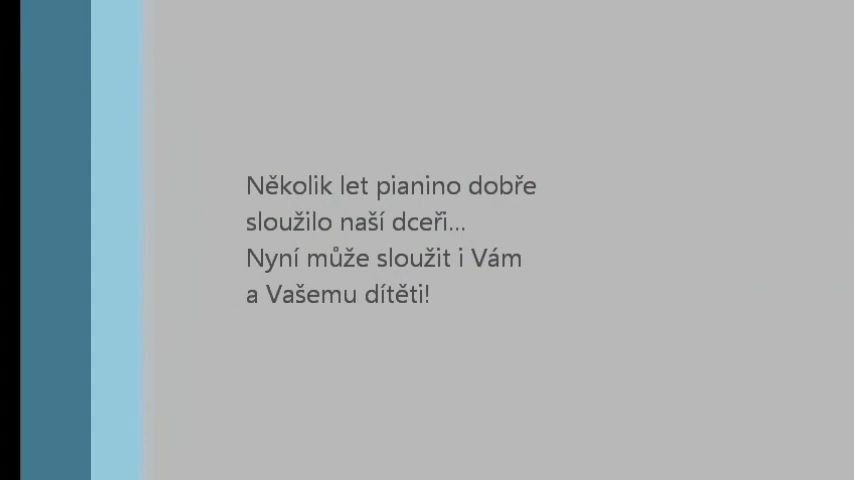 Několik let pianino dobře
sloužilo naší dceři...
Nyní může sloužit i Vám
a Vašemu dítěti!